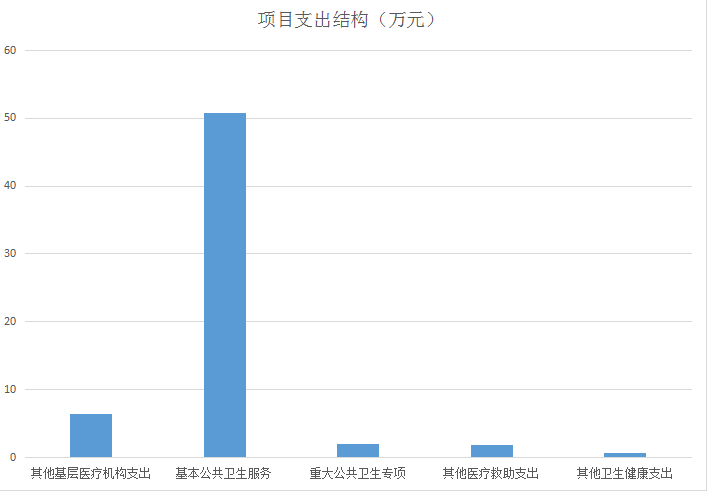 项目支出结构（万元）
60
50
40
30
20
10
0
其他基层医疗机构支出
基本公共卫生服务
重大公共卫生专项
其他医疗救助支出
其他卫生健康支出